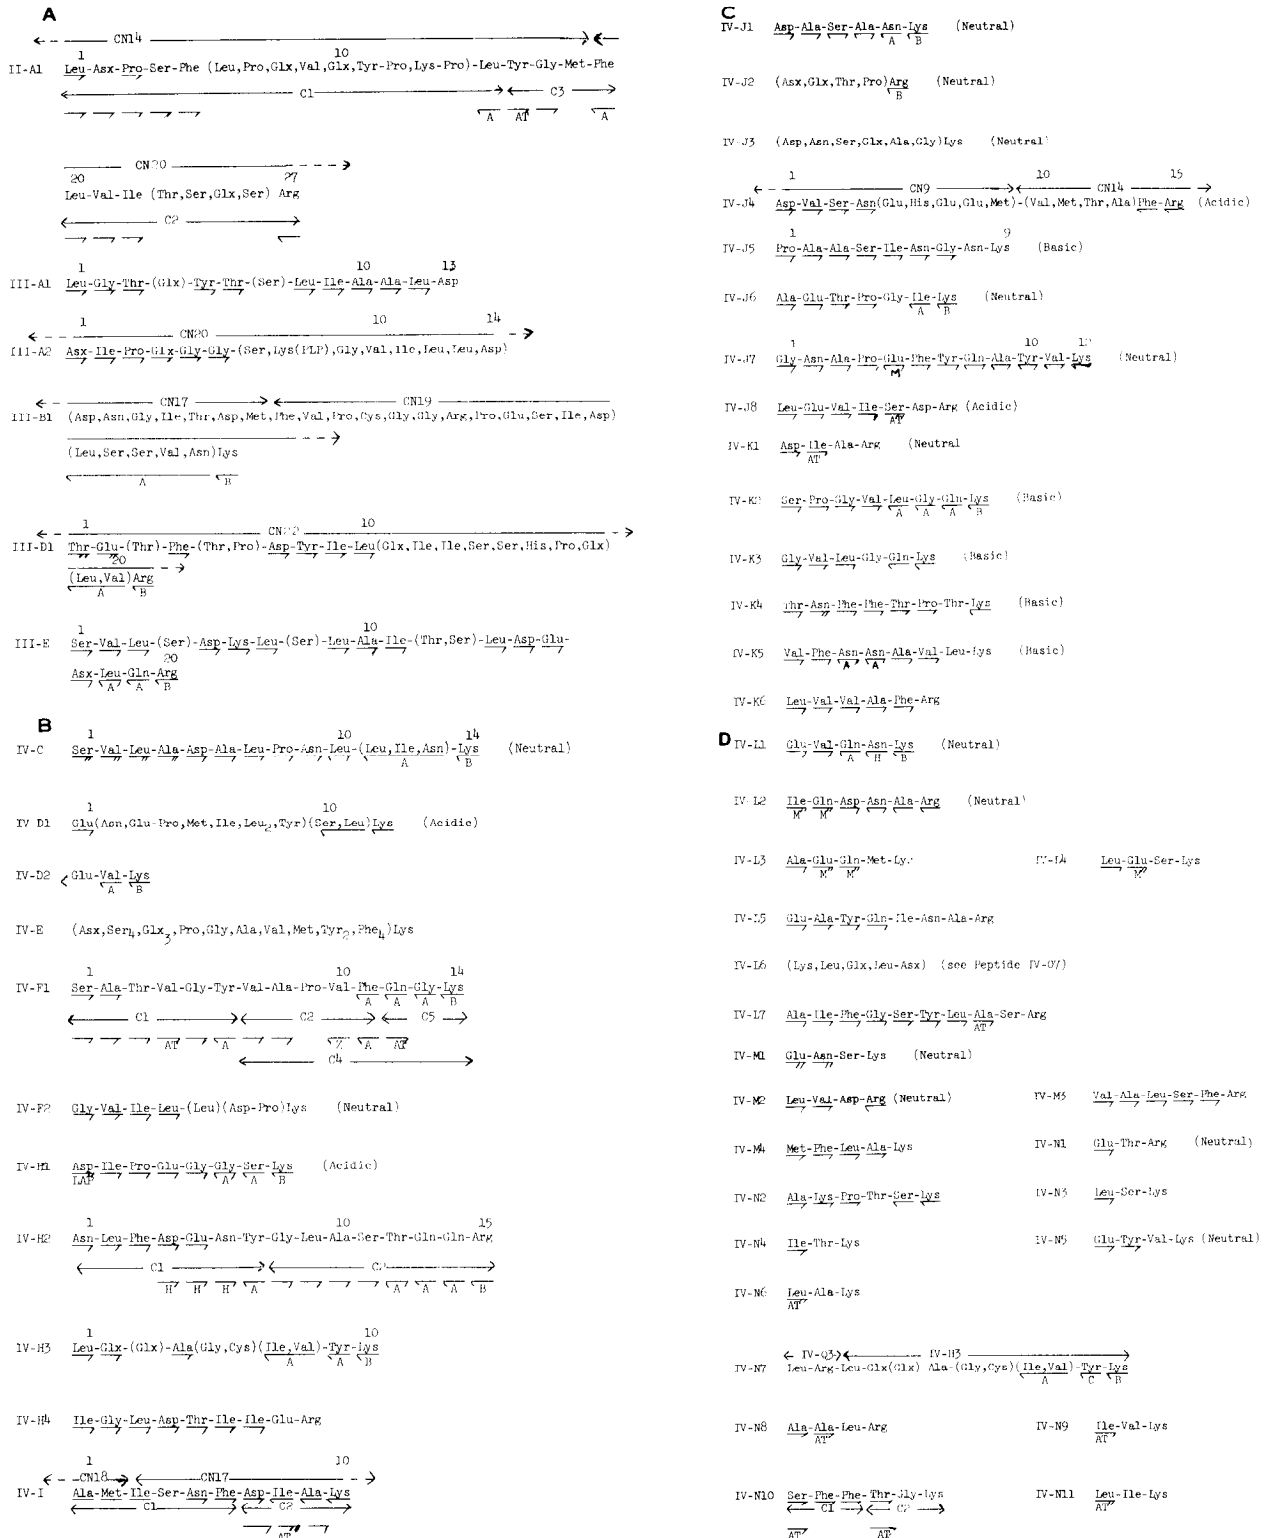 A
CN14
1 10
II-A1 Leu-Asx-Pro-Ser-Phe (Leu,Pro,Glx,Val,Glx,Tyr-Pro,Lys-Pro)-Leu-Tyr-Gly-Met-Phe
C1 C3
A AT A
CN20
20 27
Leu-Val-Ile (Thr,Ser,Glx,Ser) Arg
C2
1 10 13
III-A1 Leu-Gly-Thr-(Glx)-Tyr-Thr-(Ser)-Leu-Ile-Ala-Ala-Leu-Asp
1 10 14
CN20
III-A2 Asx-Ile-Pro-Glx-Gly-Gly-(Ser,Lys(PLP),Gly,Val,Ile,Leu,Leu,Asp)
CN17 CN19
III-B1 (Asp,Asn,Gly,Ile,Thr,Asp,Met,Phe,Val,Pro,Cys,Gly,Gly,Arg,Pro,Glu,Ser,Ile,Asp)
(Leu,Ser,Ser,Val,Asn)Lys
A B
1 10
III-D1 Thr-Glu-(Thr)-Phe-(Thr,Pro)-Asp-Tyr-Ile-Leu(Glx,Ile,Ile,Ser,Ser,His,Pro,Glx)
20
(Leu,Val)Arg
A B
1 10
III-E Ser-Val-Leu-(Ser)-Asp-Lys-Leu-(Ser)-Leu-Ala-Ile-(Thr,Ser)-Leu-Asp-Glu-
20
Asx-Leu-Gln-Arg
A A B
B
1 10 14
IV-C Ser-Val-Leu-Ala-Asp-Ala-Leu-Pro-Asn-Leu-(Leu,Ile,Asn)-Lys (Neutral)
A B
1 10
IV D1 Glu(Asn,Glu-Pro,Met,Ile,Leu2,Tyr)(Ser,Leu)Lys (Acidic)
IV-D2 Glu-Val-Lys
A B
IV-E (Asx,Ser4,Glx3,Pro,Gly,Ala,Val,Met,Tyr2,Phe4)Lys
1 10 14
IV-F1 Ser-Ala-Thr-Val-Gly-Tyr-Val-Ala-Pro-Val-Phe-Gln-Gly-Lys
A A A B
C1 C2 C5
AT A A AT
C4
IV-F2 Gly-Val-Ile-Leu-(Leu)(Asp-Pro)Lys (Neutral)
IV-H1 Asp-Ile-Pro-Glu-Gly-Gly-Ser-Lys (Acidic)
LAP A A B
1 10 15
IV-H2 Asn-Leu-Phe-Asp-Glu-Asn-Tyr-Gly-Leu-Ala-Ser-Thr-Gln-Gln-Arg
C1 C2
H H H A A A A B
1 10
IV-H3 Leu-Glx-(Glx)-Ala(Gly,Cys)(Ile,Val)-Tyr-Lys
A A B
IV-H4 Ile-Gly-Leu-Asp-Thr-Ile-Ile-Glu-Arg
1 10
CN18 CN17
IV-I Ala-Met-Ile-Ser-Asn-Phe-Asp-Ile-Ala-Lys
C1 C2
AT
C
IV-J1 Asp-Ala-Ser-Ala-Asn-Lys (Neutral)
A B
IV-J2 (Asx,Glx,Thr,Pro)Arg (Neutral)
B
IV-J3 (Asp,Asn,Ser,Glx,Ala,Gly)Lys (Neutral)
1 10 15
CN9 CN14
IV-J4 Asp-Val-Ser-Asn(Glu,His,Glu,Glu,Met)-(Val,Met,Thr,Ala)Phe-Arg (Acidic)
1 9
IV-J5 Pro-Ala-Ala-Ser-Ile-Asn-Gly-Asn-Lys (Basic)
IV-J6 Ala-Glu-Thr-Pro-Gly-Ile-Lys (Neutral)
A B
1 10
IV-J7 Gly-Asn-Ala-Pro-Glu-Phe-Tyr-Gln-Ala-Tyr-Val-Lys (Neutral)
M
IV-J8 Leu-Glu-Val-Ile-Ser-Asp-Arg (Acidic)
AT
IV-K1 Asp-Ile-Ala-Arg (Neutral
AT
IV-K2 Ser-Pro-Gly-Val-Leu-Gly-Gln-Lys (Basic)
A A A B
IV-K3 Gly-Val-Leu-Gly-Gln-Lys (Basic)
IV-K4 Thr-Asn-Phe-Phe-Thr-Pro-Thr-Lys (Basic)
IV-K5 Val-Phe-Asn-Asn-Ala-Val-Leu-Lys (Basic)
A A
IV-K6 Leu-Val-Val-Ala-Phe-Arg
D
IV-L1 Glu-Val-Gln-Asn-Lys (Neutral)
A H B
IV-L2 Ile-Gln-Asp-Asn-Ala-Arg (Neutral)
M M
IV-L3 Ala-Glu-Gln-Met-Lys IV-L4 Leu-Glu-Ser-Lys
M M M
IV-L5 Glu-Ala-Tyr-Gln-Ile-Asn-Ala-Arg
IV-L6 (Lys,Leu,Glx,Leu-Asx) (see Peptide IV-O7)
IV-L7 Ala-Ile-Phe-Gly-Ser-Tyr-Leu-Ala-Ser-Arg
AT
IV-M1 Glu-Asn-Ser-Lys (Neutral)
IV-M2 Leu-Val-Asp-Arg (Neutral) IV-M3 Val-Ala-Leu-Ser-Phe-Arg
IV-M4 Met-Phe-Leu-Ala-Lys IV-N1 Glu-Thr-Arg (Neutral)
IV-N2 Ala-Lys-Pro-Thr-Ser-Lys IV-N3 Leu-Ser-Lys
IV-N4 Ile-Thr-Lys IV-N5 Glu-Tyr-Val-Lys (Neutral)
IV-N6 Leu-Ala-Lys
AT
IV-Q3 IV-H3
IV-N7 Leu-Arg-Leu-Glx(Glx) Ala-(Gly,Cys)(Ile,Val)-Tyr-Lys
A C B
IV-N8 Ala-Ala-Leu-Arg IV-N9 Ile-Val-Lys
AT AT
IV-N10 Ser-Phe-Phe-Thr-Gly-Lys IV-N11 Leu-Ile-Lys
C1 C2 AT
AT AT